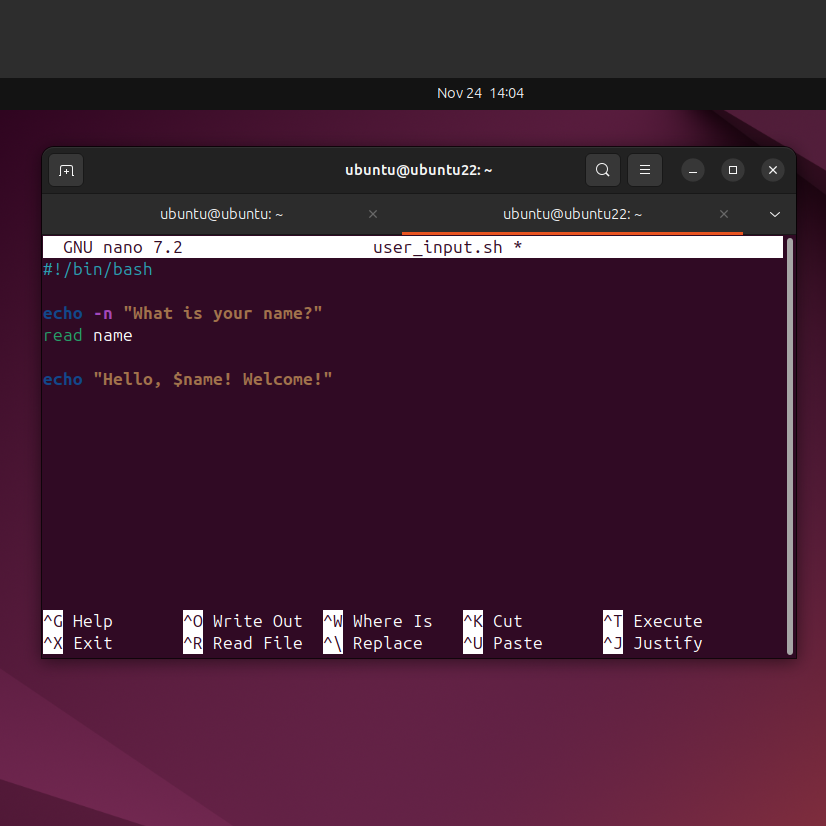 Nov 24 14:04
ubuntu@ubuntu22: ~
ubuntu@ubuntu: ~
ubuntu@ubuntu22: ~
GNU nano 7.2 user_input.sh *
#!/bin/bash
echo -n "What is your name?"
read name
echo "Hello, $name! Welcome!"
^G Help ^O Write Out ^W Where Is ^K Cut ^T Execute
^X Exit ^R Read File ^\ Replace ^U Paste ^J Justify